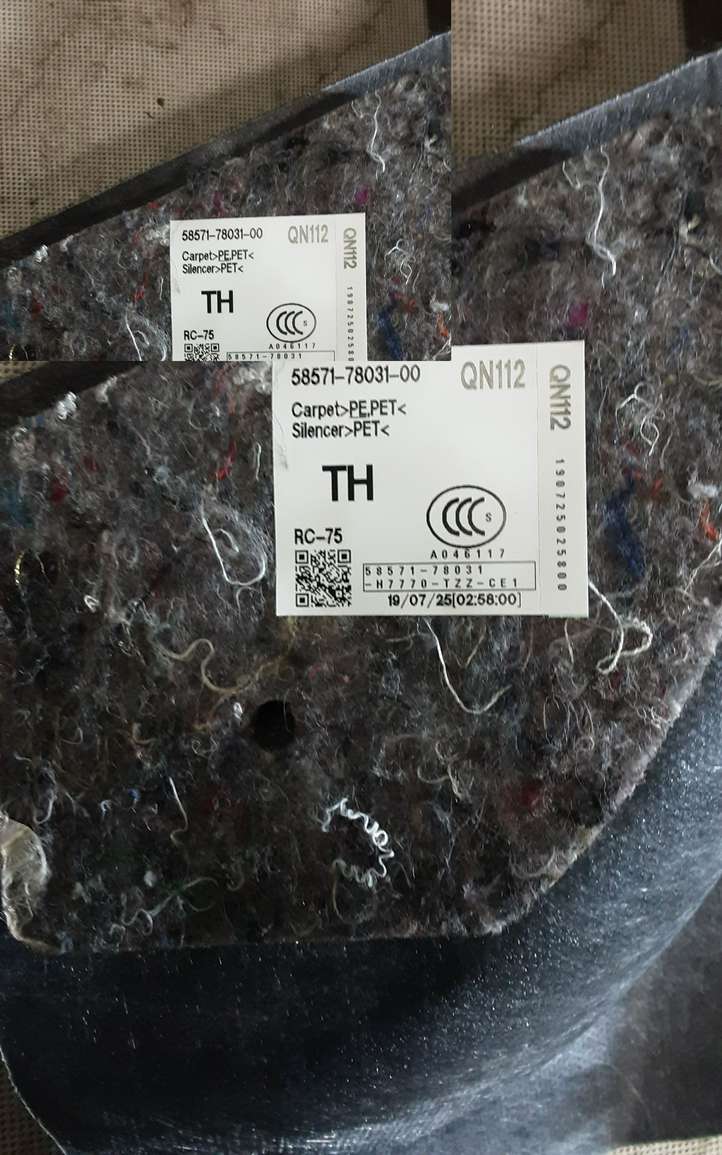 58571-78031-00 QN112
Carpet>PE,PET<
Silencer>PET<
TH
CCC S
RC-75
A046117
58571-78031
QN112
58571-78031-00 QN112
Carpet>PE,PET<
Silencer>PET<
TH
CCC S
RC-75
A046117
58571-78031
-H7770-TZZ-CE1
19/07/25[02:58:00]
QN112
190725025800